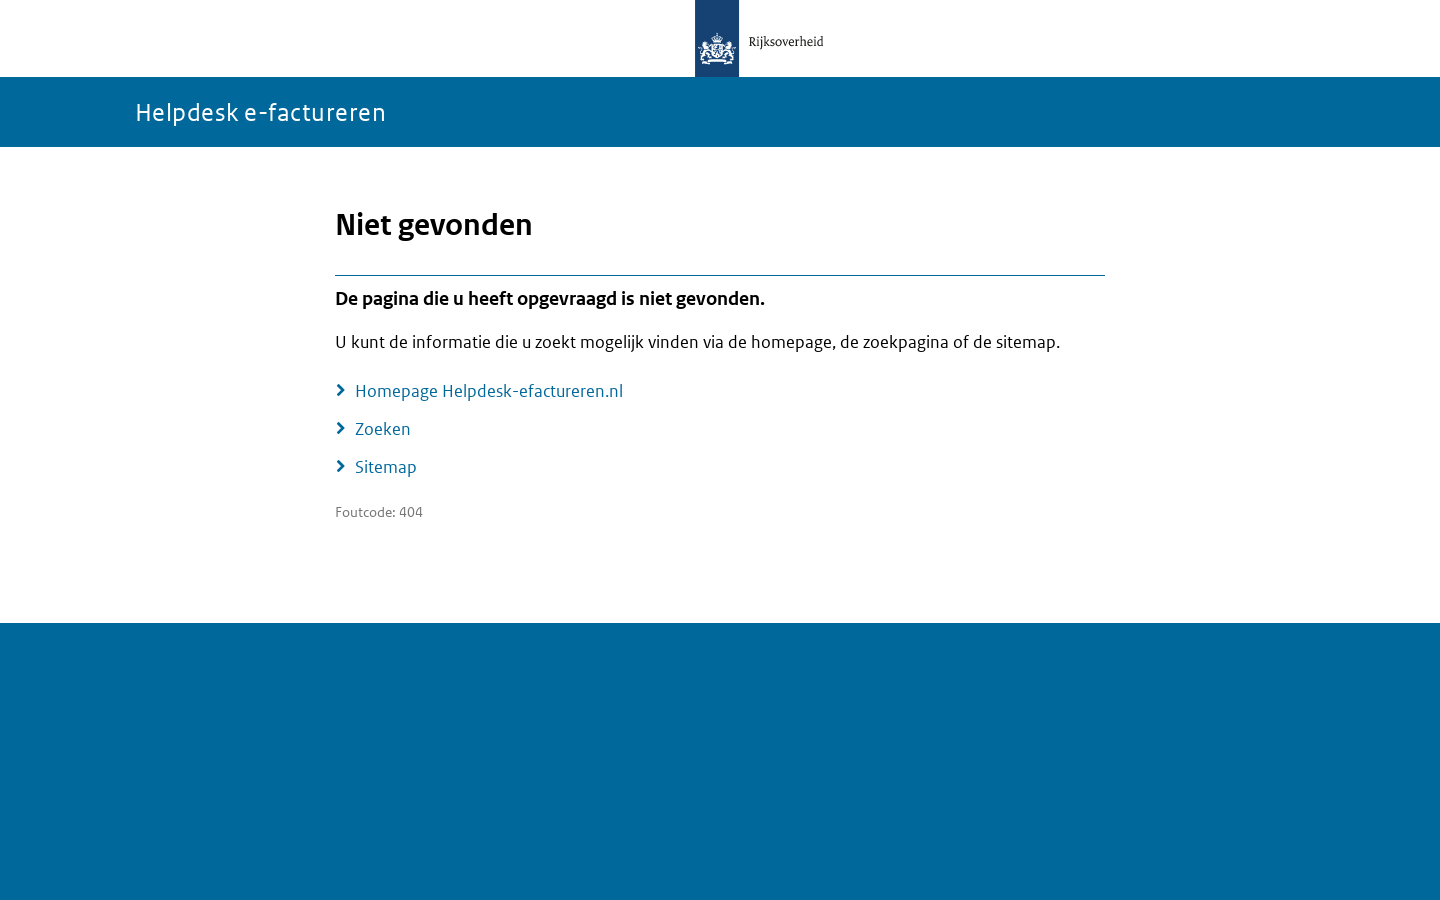 Rijksoverheid
Helpdesk e-factureren
Niet gevonden
De pagina die u heeft opgevraagd is niet gevonden.
U kunt de informatie die u zoekt mogelijk vinden via de homepage, de zoekpagina of de sitemap.
Homepage Helpdesk-efactureren.nl
Zoeken
Sitemap
Foutcode: 404